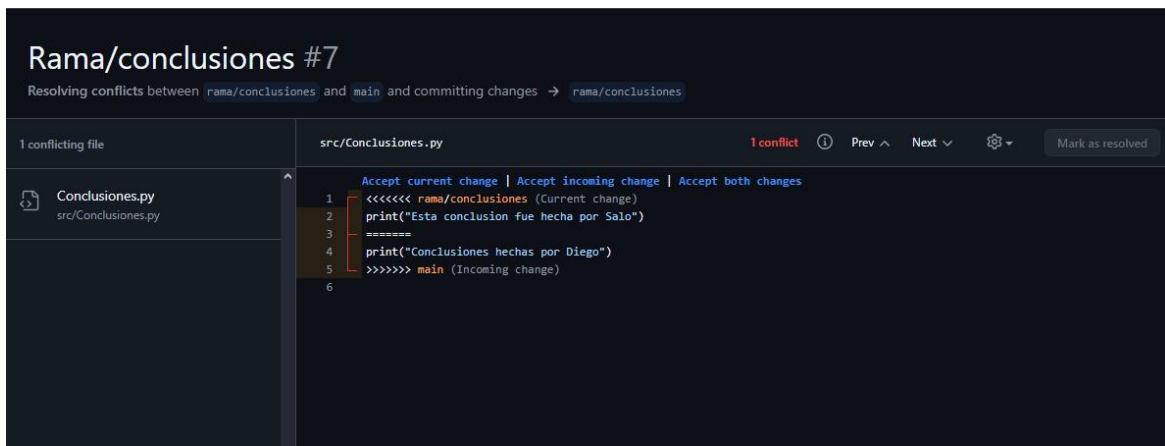 Rama/conclusiones #7
Resolving conflicts between rama/conclusiones and main and committing changes → rama/conclusiones
1 conflicting file
src/Conclusiones.py
1 conflict
Prev
Next
Mark as resolved
Conclusiones.py
src/Conclusiones.py
Accept current change | Accept incoming change | Accept both changes
1 <<<<<<< rama/conclusiones (Current change)
2 print("Esta conclusion fue hecha por Salo")
3 =======
4 print("Conclusiones hechas por Diego")
5 >>>>>>> main (Incoming change)
6